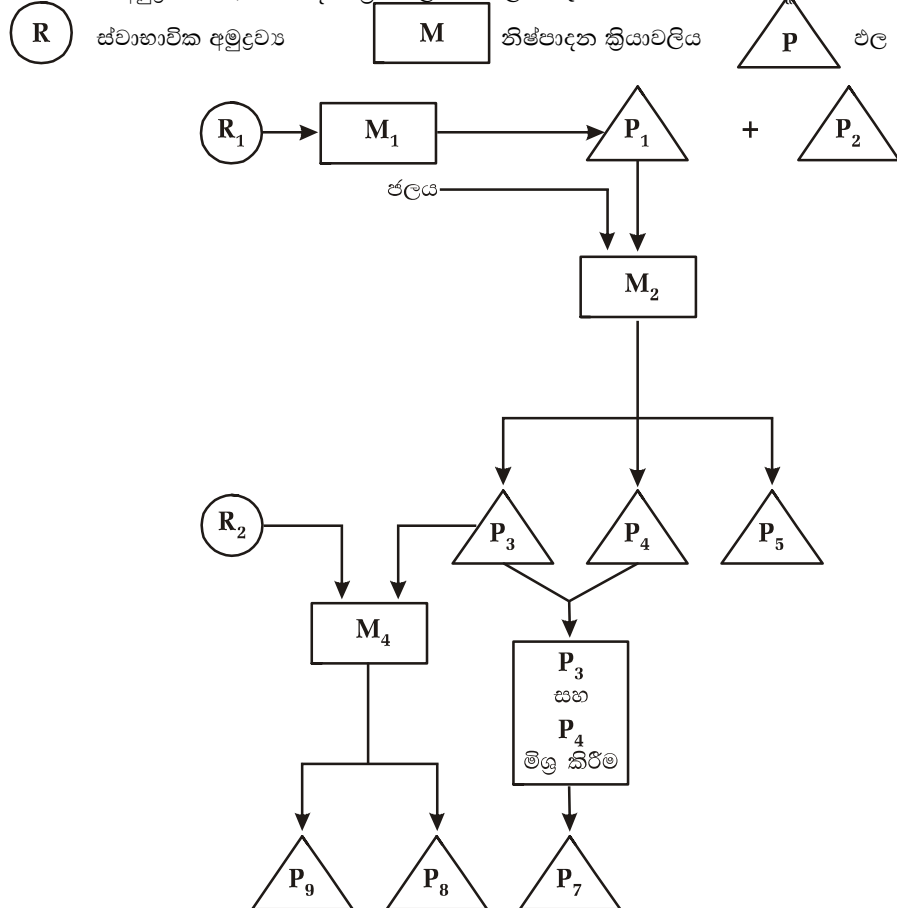 R ස්වාභාවික අමුද්‍රව්‍ය M නිෂ්පාදන ක්‍රියාවලිය P ඵල
R1 M1 P1 + P2
ජලය
M2
R2 P3 P4 P5
M4
P3
සහ
P4
මිශ්‍ර කිරීම
P9 P8 P7